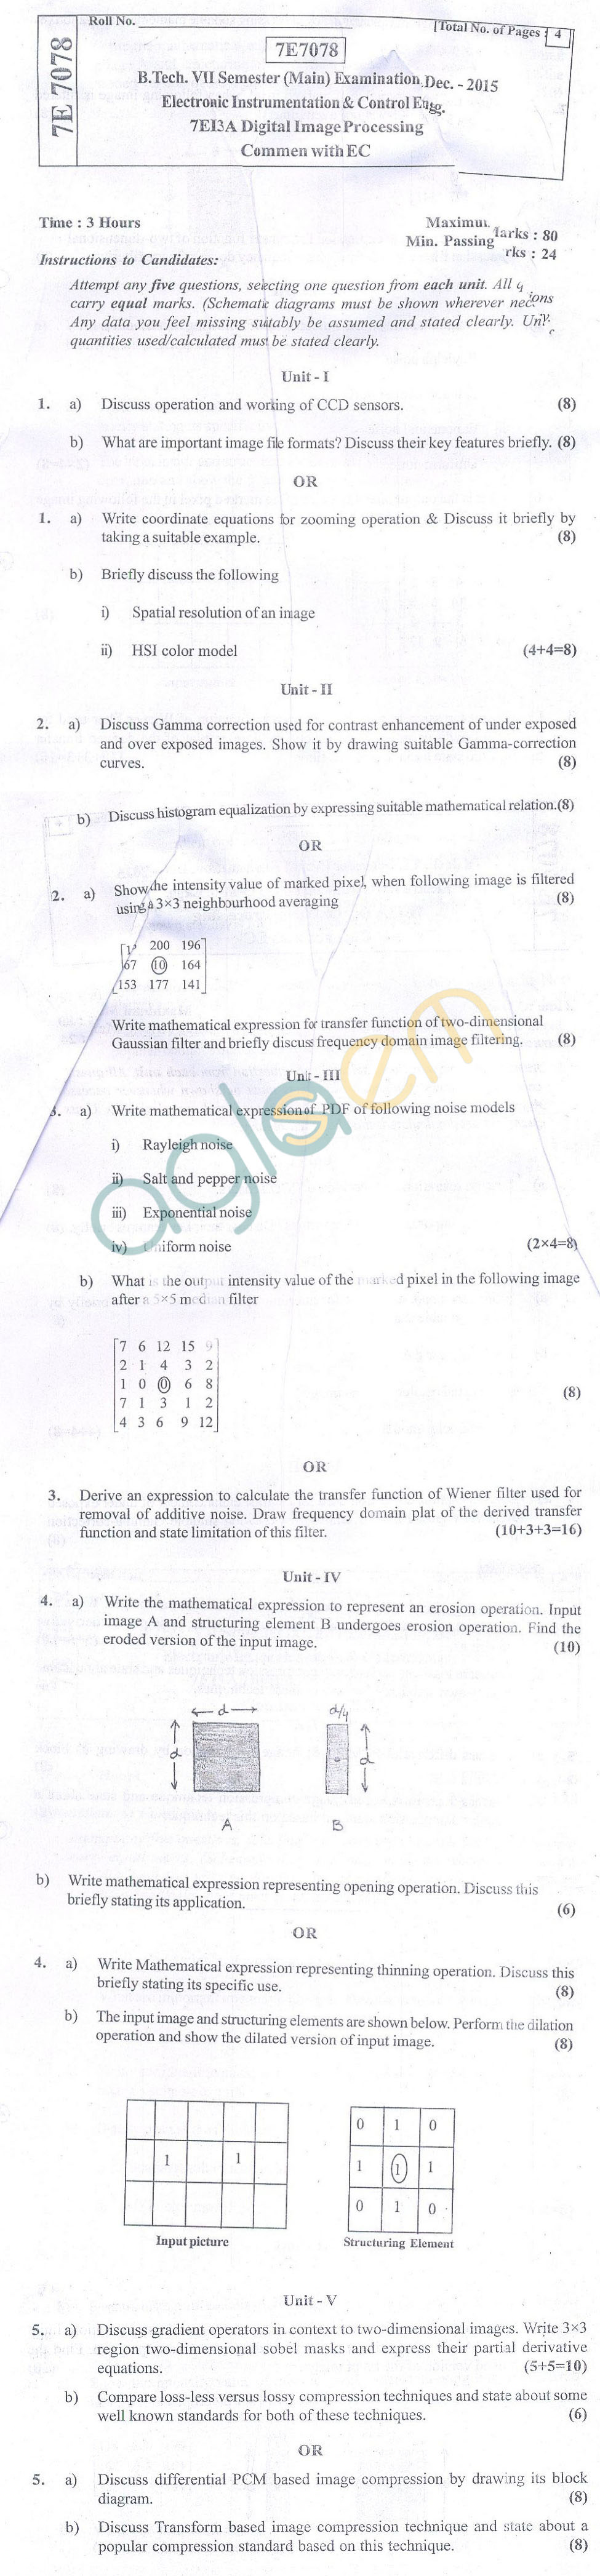 Roll No.
[Total No. of Pages : 4
7E 7078
7E7078
B.Tech. VII Semester (Main) Examination, Dec. - 2015
Electronic Instrumentation & Control Engg.
7EI3A Digital Image Processing
Commen with EC
Time : 3 Hours
Maximu
Marks : 80
Min. Passing
rks : 24
Instructions to Candidates:
Attempt any five questions, selecting one question from each unit. All q ions
carry equal marks. (Schematic diagrams must be shown wherever nec
Any data you feel missing suitably be assumed and stated clearly. Un
quantities used/calculated must be stated clearly.
Unit - I
1. a) Discuss operation and working of CCD sensors. (8)
b) What are important image file formats? Discuss their key features briefly. (8)
OR
1. a) Write coordinate equations for zooming operation & Discuss it briefly by
taking a suitable example. (8)
b) Briefly discuss the following
i) Spatial resolution of an image
ii) HSI color model (4+4=8)
Unit - II
2. a) Discuss Gamma correction used for contrast enhancement of under exposed
and over exposed images. Show it by drawing suitable Gamma-correction
curves. (8)
b) Discuss histogram equalization by expressing suitable mathematical relation.(8)
OR
2. a) Show the intensity value of marked pixel, when following image is filtered
using a 3×3 neighbourhood averaging (8)
200 196
67 10 164
153 177 141
Write mathematical expression for transfer function of two-dimensional
Gaussian filter and briefly discuss frequency domain image filtering. (8)
Unit - III
3. a) Write mathematical expression of PDF of following noise models
i) Rayleigh noise
ii) Salt and pepper noise
iii) Exponential noise
iv) Uniform noise (2×4=8)
b) What is the output intensity value of the marked pixel in the following image
after a 5×5 median filter
7 6 12 15 9
2 1 4 3 2
1 0 0 6 8
7 1 3 1 2
4 3 6 9 12
(8)
OR
3. Derive an expression to calculate the transfer function of Wiener filter used for
removal of additive noise. Draw frequency domain plat of the derived transfer
function and state limitation of this filter. (10+3+3=16)
Unit - IV
4. a) Write the mathematical expression to represent an erosion operation. Input
image A and structuring element B undergoes erosion operation. Find the
eroded version of the input image. (10)
d d/4
d d
A B
b) Write mathematical expression representing opening operation. Discuss this
briefly stating its application. (6)
OR
4. a) Write Mathematical expression representing thinning operation. Discuss this
briefly stating its specific use. (8)
b) The input image and structuring elements are shown below. Perform the dilation
operation and show the dilated version of input image. (8)
0 1 0
1 1 1 1 1
0 1 0
Input picture Structuring Element
Unit - V
5. a) Discuss gradient operators in context to two-dimensional images. Write 3×3
region two-dimensional sobel masks and express their partial derivative
equations. (5+5=10)
b) Compare loss-less versus lossy compression techniques and state about some
well known standards for both of these techniques. (6)
OR
5. a) Discuss differential PCM based image compression by drawing its block
diagram. (8)
b) Discuss Transform based image compression technique and state about a
popular compression standard based on this technique. (8)
aglasem